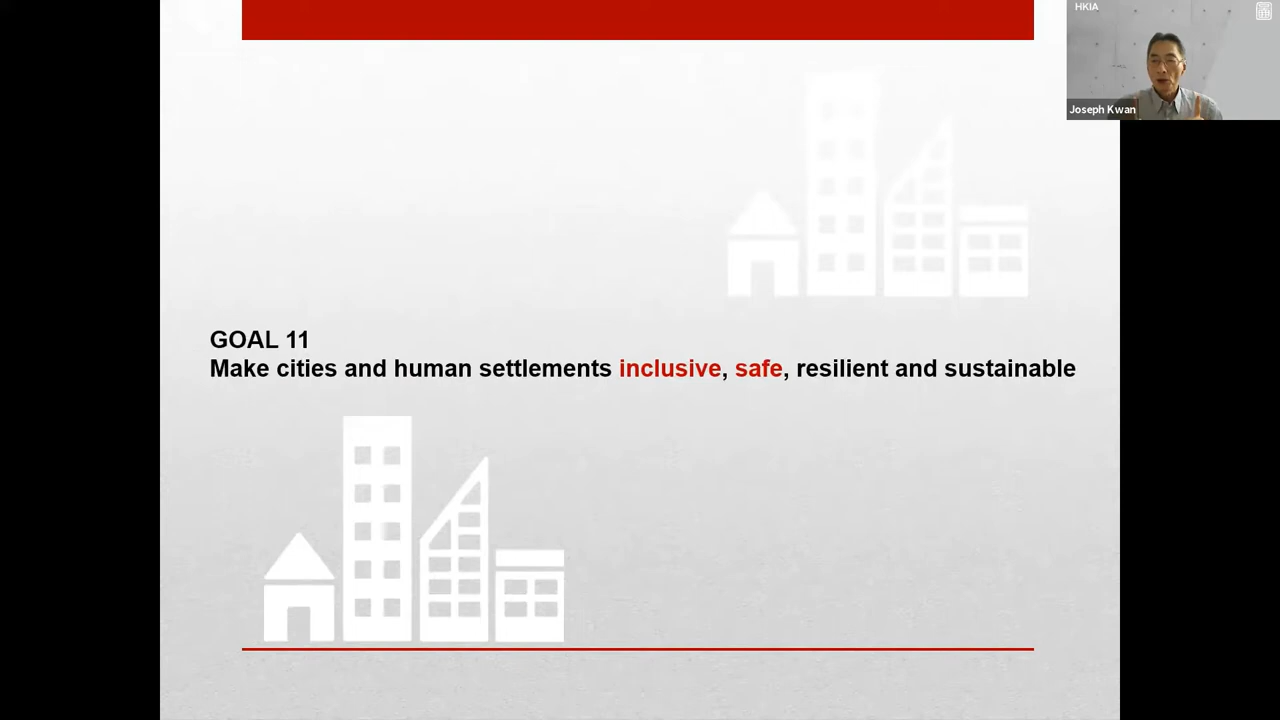 HKIA
Joseph Kwan
GOAL 11
Make cities and human settlements inclusive, safe, resilient and sustainable